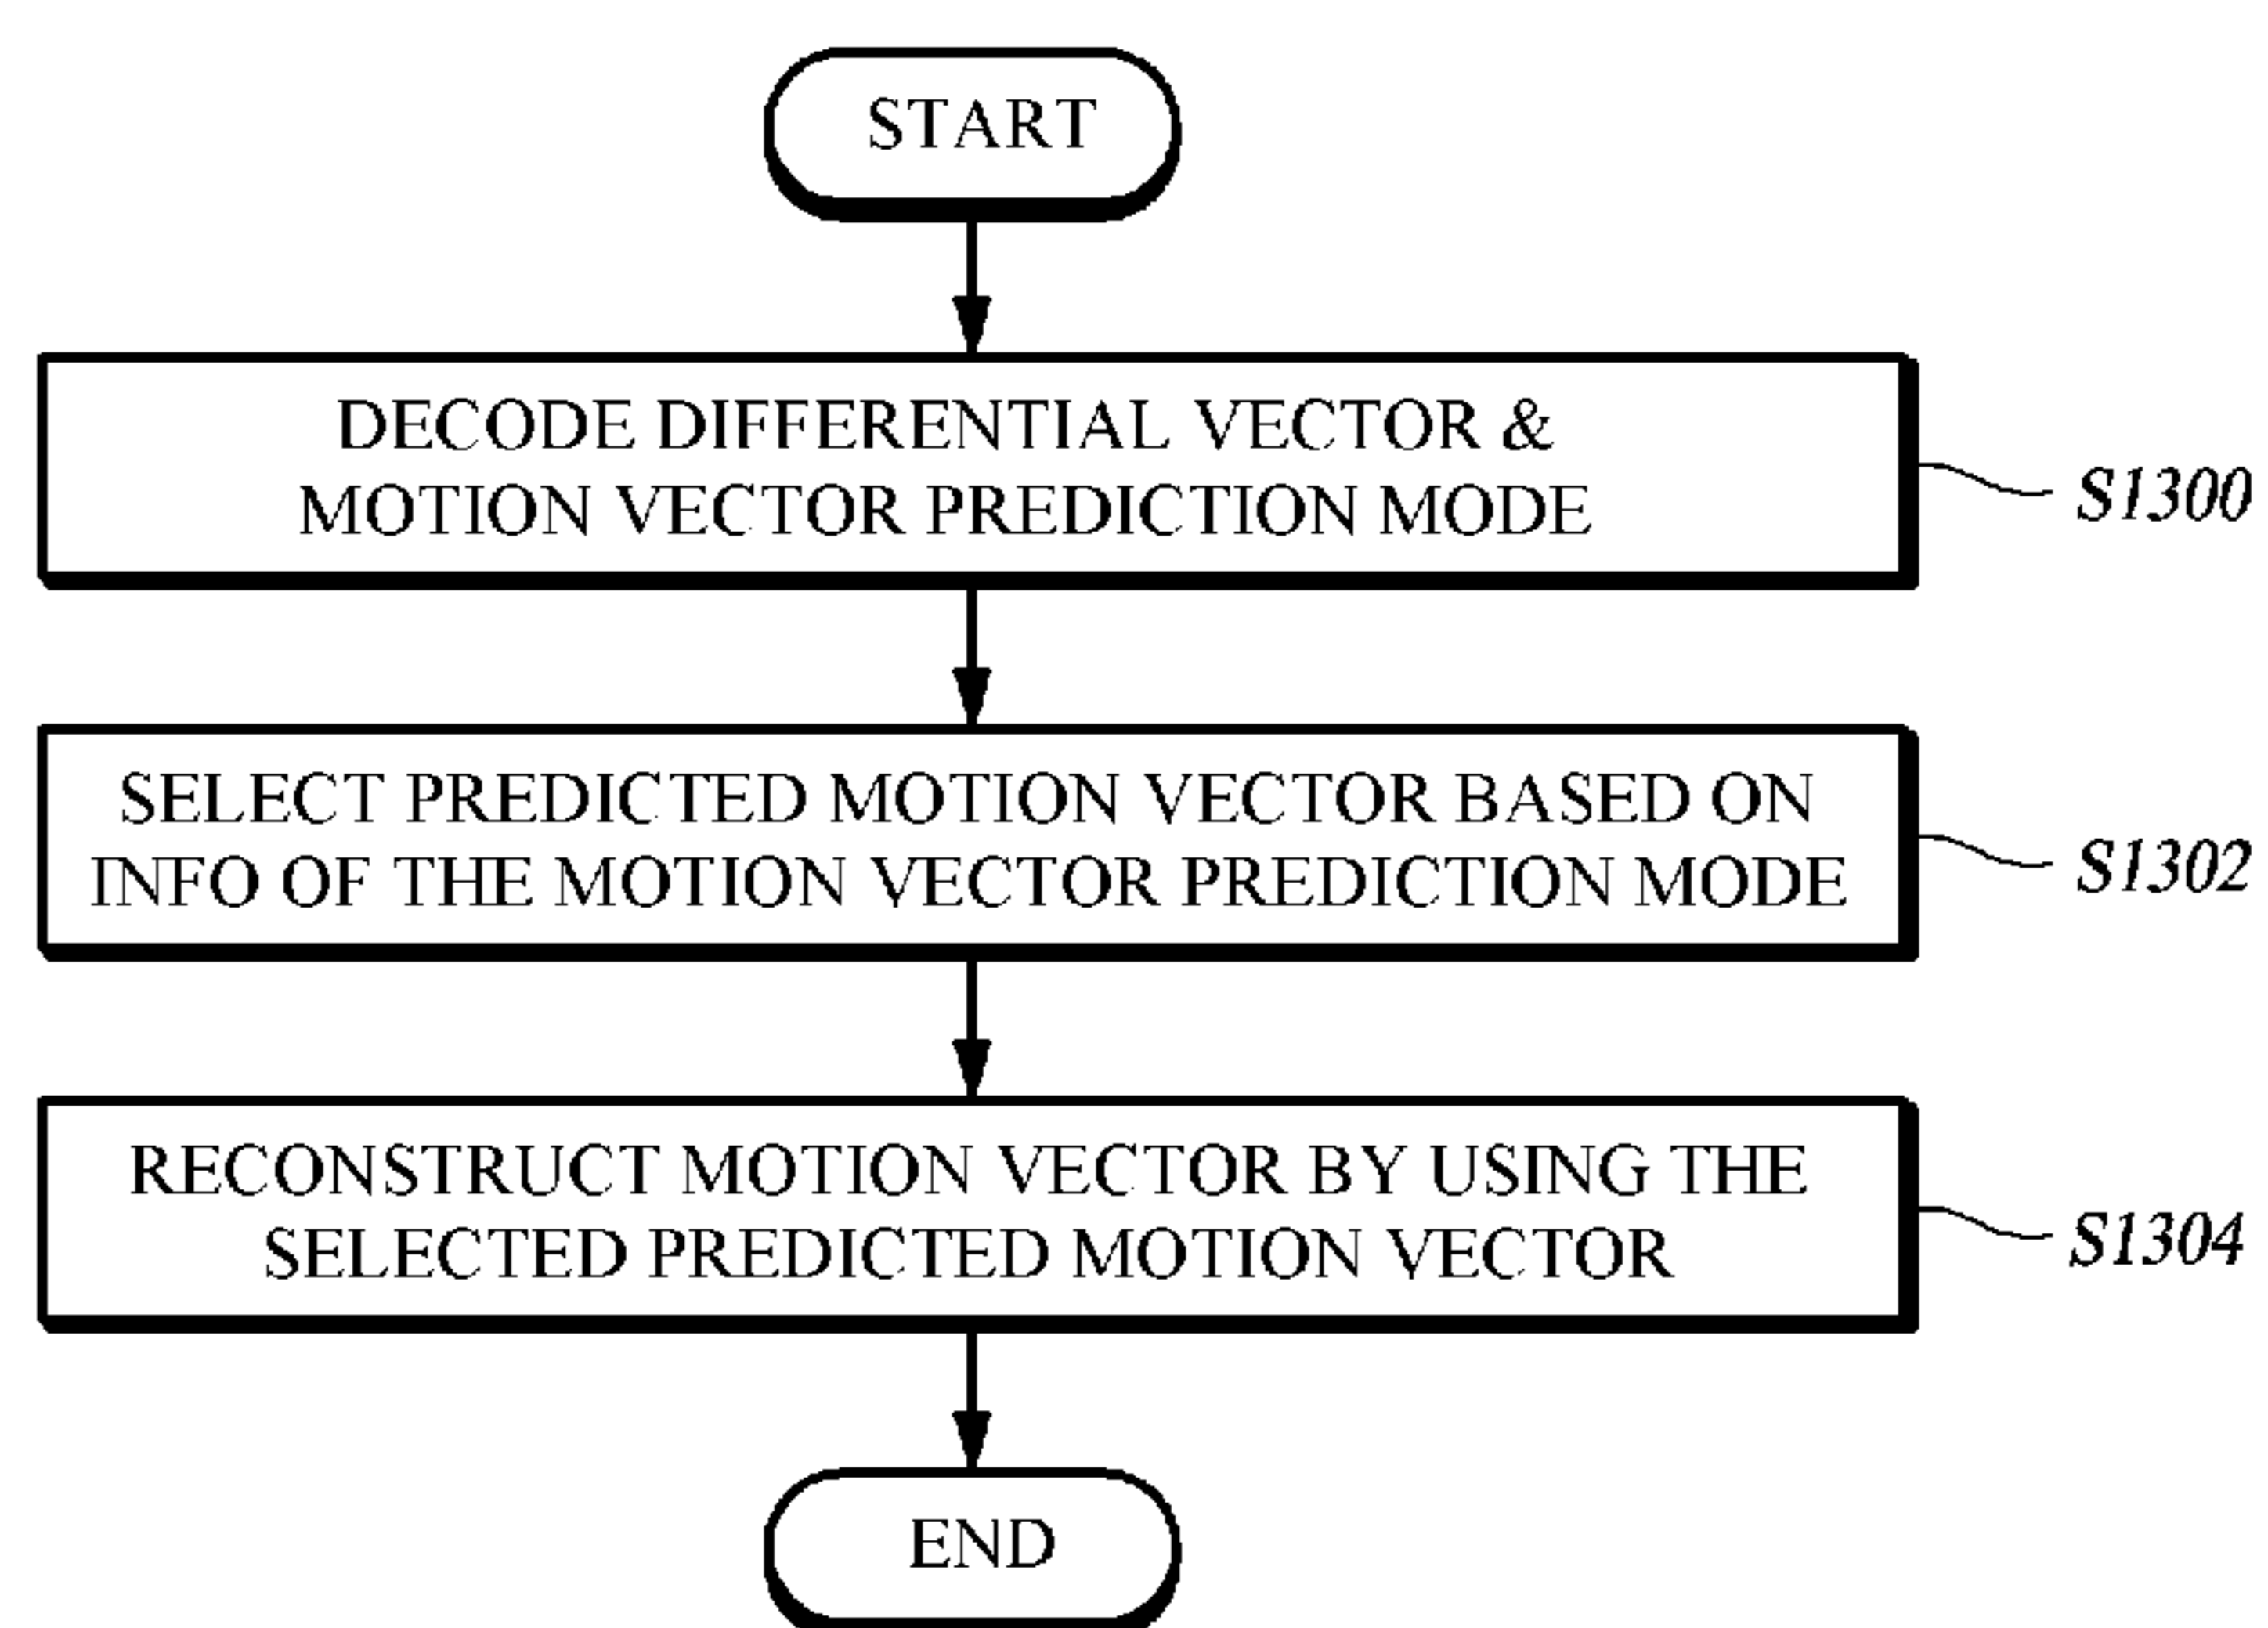 START
DECODE DIFFERENTIAL VECTOR &
MOTION VECTOR PREDICTION MODE
S1300
SELECT PREDICTED MOTION VECTOR BASED ON
INFO OF THE MOTION VECTOR PREDICTION MODE
S1302
RECONSTRUCT MOTION VECTOR BY USING THE
SELECTED PREDICTED MOTION VECTOR
S1304
END